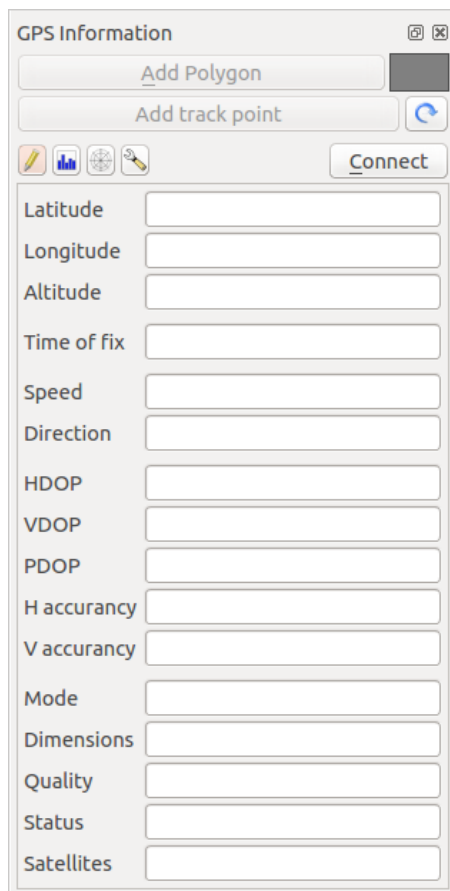 GPS Information
Add Polygon
Add track point
Connect
Latitude
Longitude
Altitude
Time of fix
Speed
Direction
HDOP
VDOP
PDOP
H accurancy
V accurancy
Mode
Dimensions
Quality
Status
Satellites